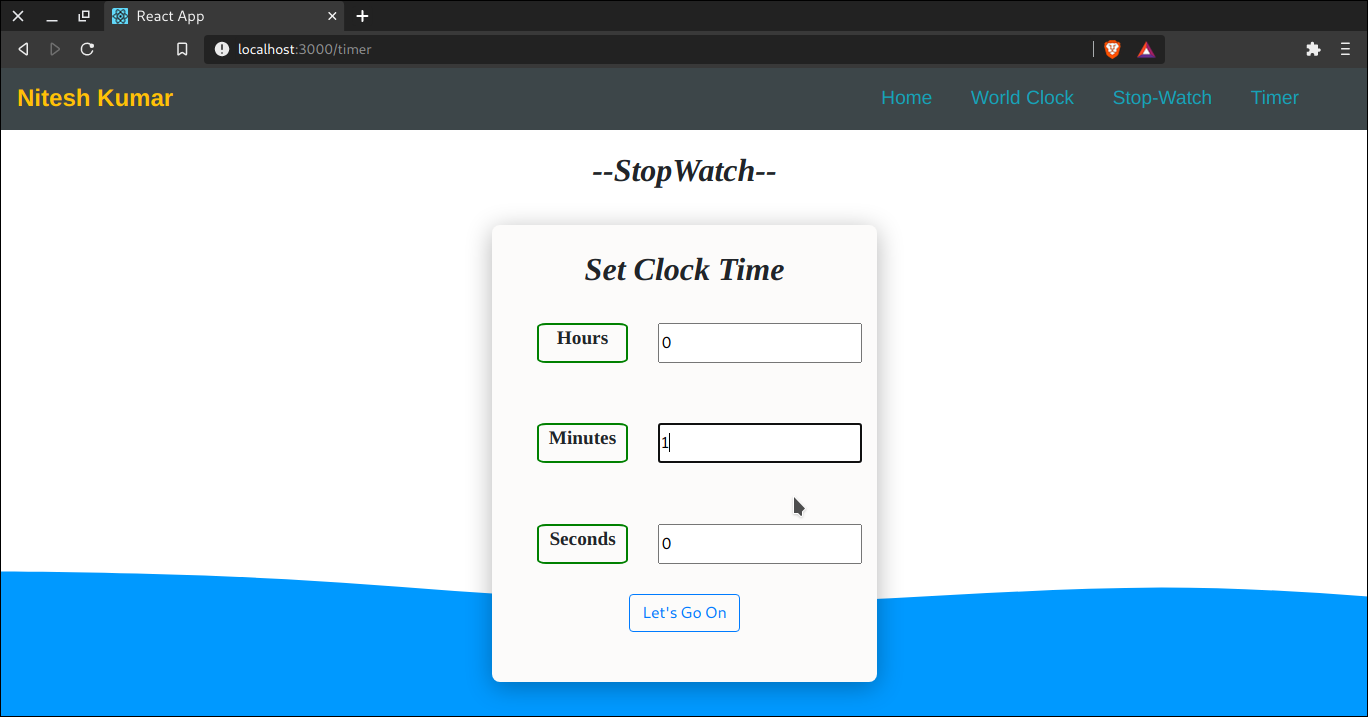 React App
localhost:3000/timer
Nitesh Kumar Home World Clock Stop-Watch Timer
--StopWatch--
Set Clock Time
Hours 0
Minutes 1
Seconds 0
Let's Go On